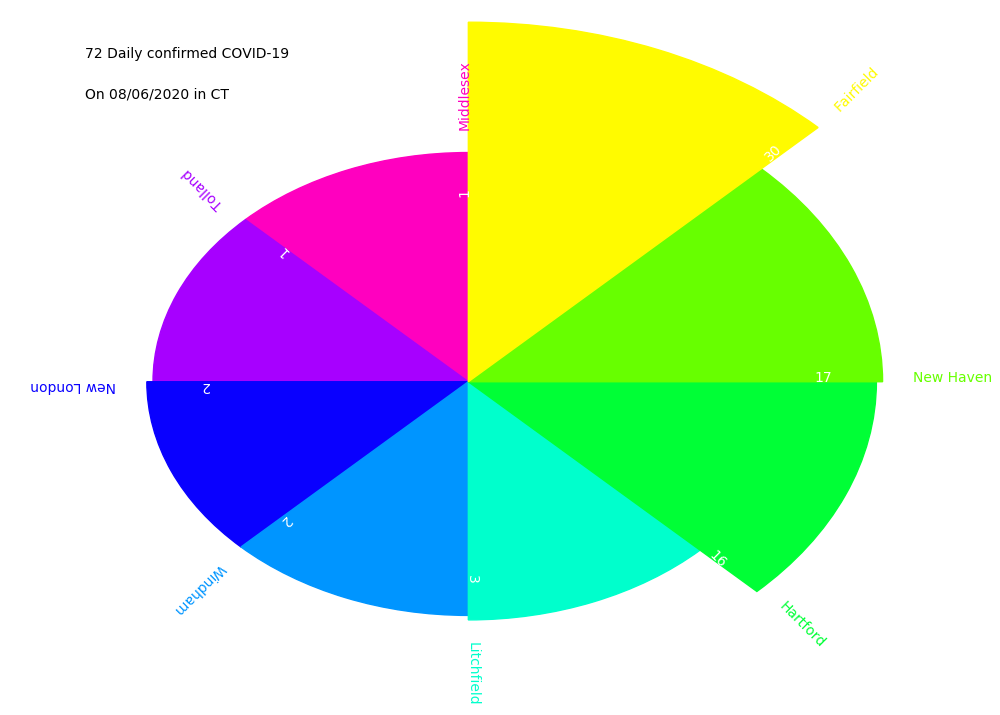 72 Daily confirmed COVID-19
On 08/06/2020 in CT
Fairfield
30
New Haven
17
Hartford
16
Litchfield
3
Windham
2
New London
2
Tolland
1
Middlesex
1